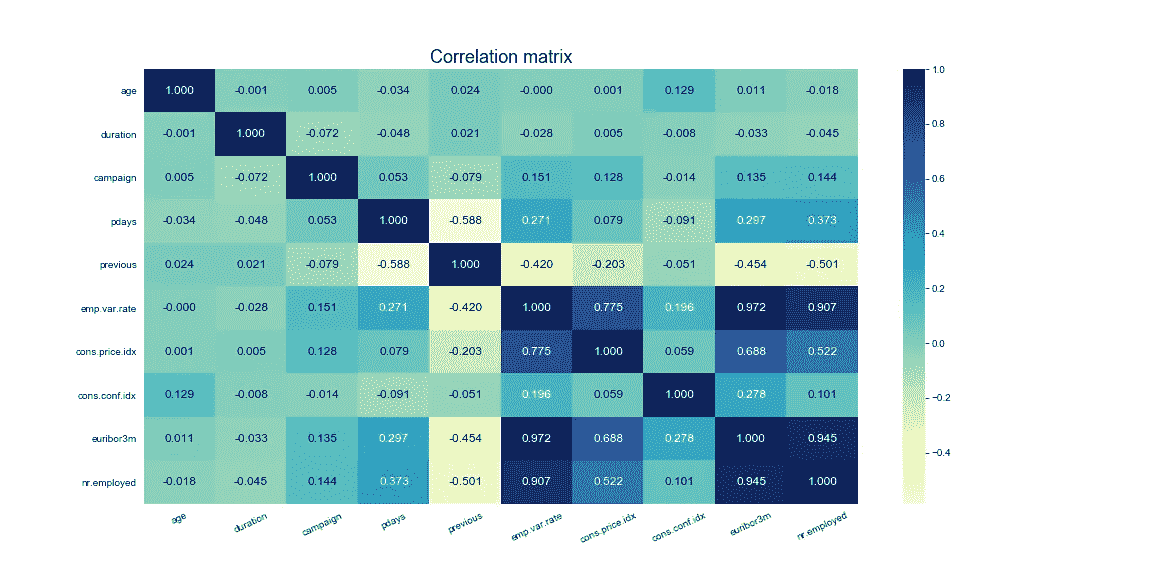 Correlation matrix
age 1.000 -0.001 0.005 -0.034 0.024 -0.000 0.001 0.129 0.011 -0.018
duration -0.001 1.000 -0.072 -0.048 0.021 -0.028 0.005 -0.008 -0.033 -0.045
campaign 0.005 -0.072 1.000 0.053 -0.079 0.151 0.128 -0.014 0.135 0.144
pdays -0.034 -0.048 0.053 1.000 -0.588 0.271 0.079 -0.091 0.297 0.373
previous 0.024 0.021 -0.079 -0.588 1.000 -0.420 -0.203 -0.051 -0.454 -0.501
emp.var.rate -0.000 -0.028 0.151 0.271 -0.420 1.000 0.775 0.196 0.972 0.907
cons.price.idx 0.001 0.005 0.128 0.079 -0.203 0.775 1.000 0.059 0.688 0.522
cons.conf.idx 0.129 -0.008 -0.014 -0.091 -0.051 0.196 0.059 1.000 0.278 0.101
euribor3m 0.011 -0.033 0.135 0.297 -0.454 0.972 0.688 0.278 1.000 0.945
nr.employed -0.018 -0.045 0.144 0.373 -0.501 0.907 0.522 0.101 0.945 1.000
age duration campaign pdays previous emp.var.rate cons.price.idx cons.conf.idx euribor3m nr.employed
1.0
0.8
0.6
0.4
0.2
0.0
-0.2
-0.4